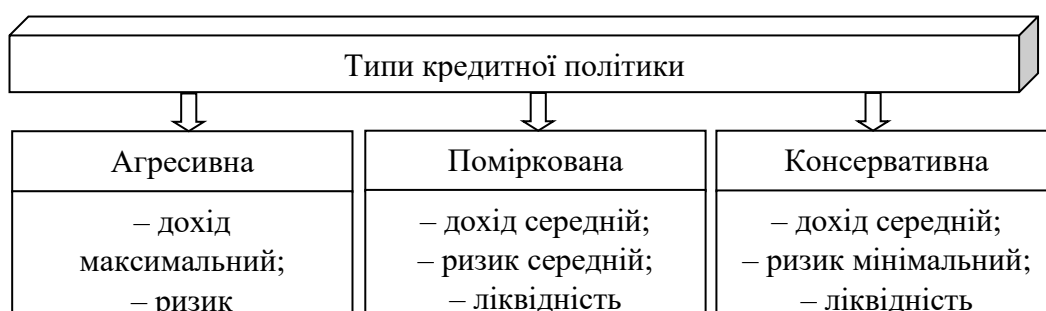 Типи кредитної політики
Агресивна
Поміркована
Консервативна
– дохід
максимальний;
– ризик
– дохід середній;
– ризик середній;
– ліквідність
– дохід середній;
– ризик мінімальний;
– ліквідність